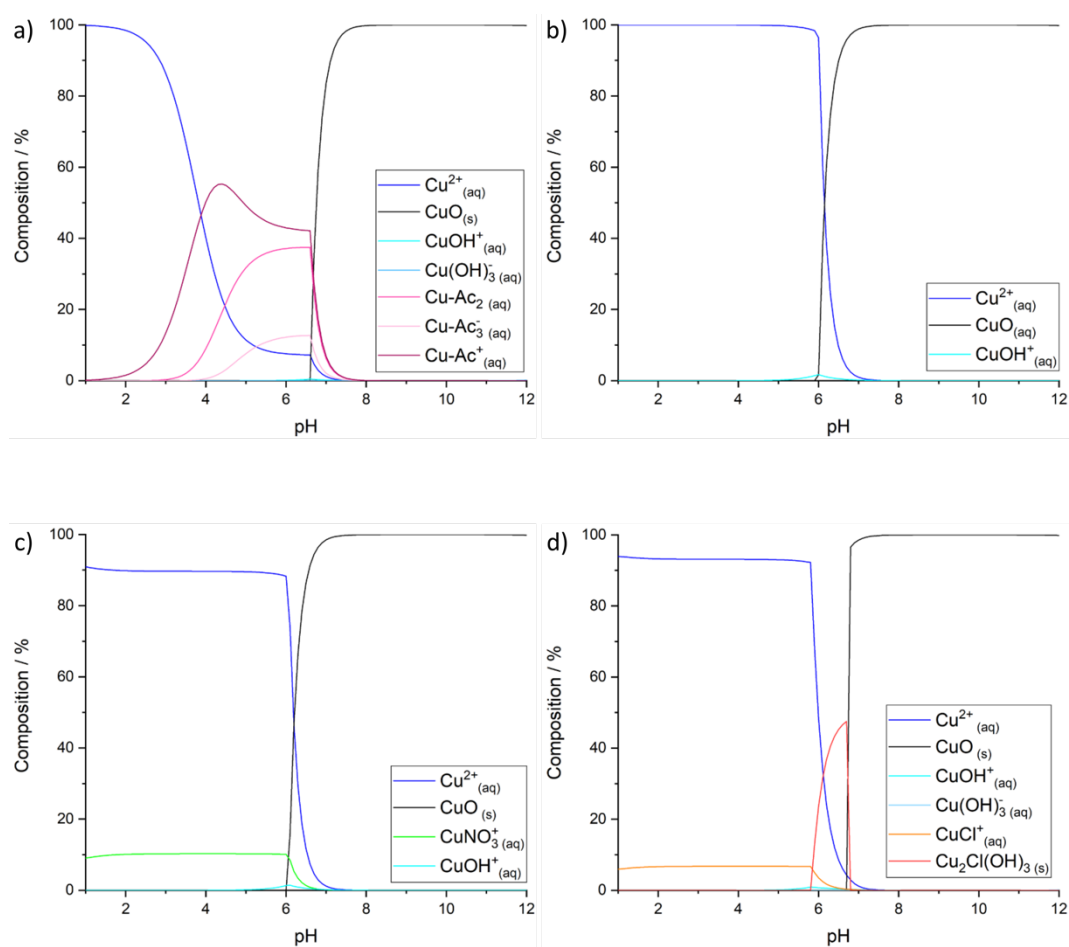 a)
100
80
60
40
20
0
Composition / %
2 4 6 8 10 12
pH
Cu²⁺(aq)
CuO(s)
CuOH⁺(aq)
Cu(OH)₃⁻(aq)
Cu-Ac₂(aq)
Cu-Ac₃⁻(aq)
Cu-Ac⁺(aq)
b)
100
80
60
40
20
0
Composition / %
2 4 6 8 10 12
pH
Cu²⁺(aq)
CuO(aq)
CuOH⁺(aq)
c)
100
80
60
40
20
0
Composition / %
2 4 6 8 10 12
pH
Cu²⁺(aq)
CuO(s)
CuNO₃⁺(aq)
CuOH⁺(aq)
d)
100
80
60
40
20
0
Composition / %
2 4 6 8 10 12
pH
Cu²⁺(aq)
CuO(s)
CuOH⁺(aq)
Cu(OH)₃⁻(aq)
CuCl⁺(aq)
Cu₂Cl(OH)₃(s)